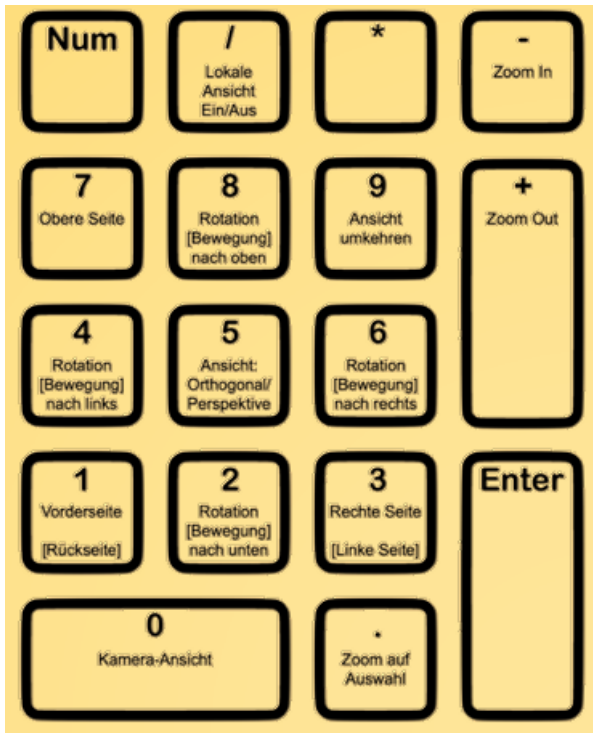 Num
/
Lokale
Ansicht
Ein/Aus
*
-
Zoom In
7
Obere Seite
8
Rotation
[Bewegung]
nach oben
9
Ansicht
umkehren
+
Zoom Out
4
Rotation
[Bewegung]
nach links
5
Ansicht:
Orthogonal/
Perspektive
6
Rotation
[Bewegung]
nach rechts
1
Vorderseite
[Rückseite]
2
Rotation
[Bewegung]
nach unten
3
Rechte Seite
[Linke Seite]
Enter
0
Kamera-Ansicht
.
Zoom auf
Auswahl